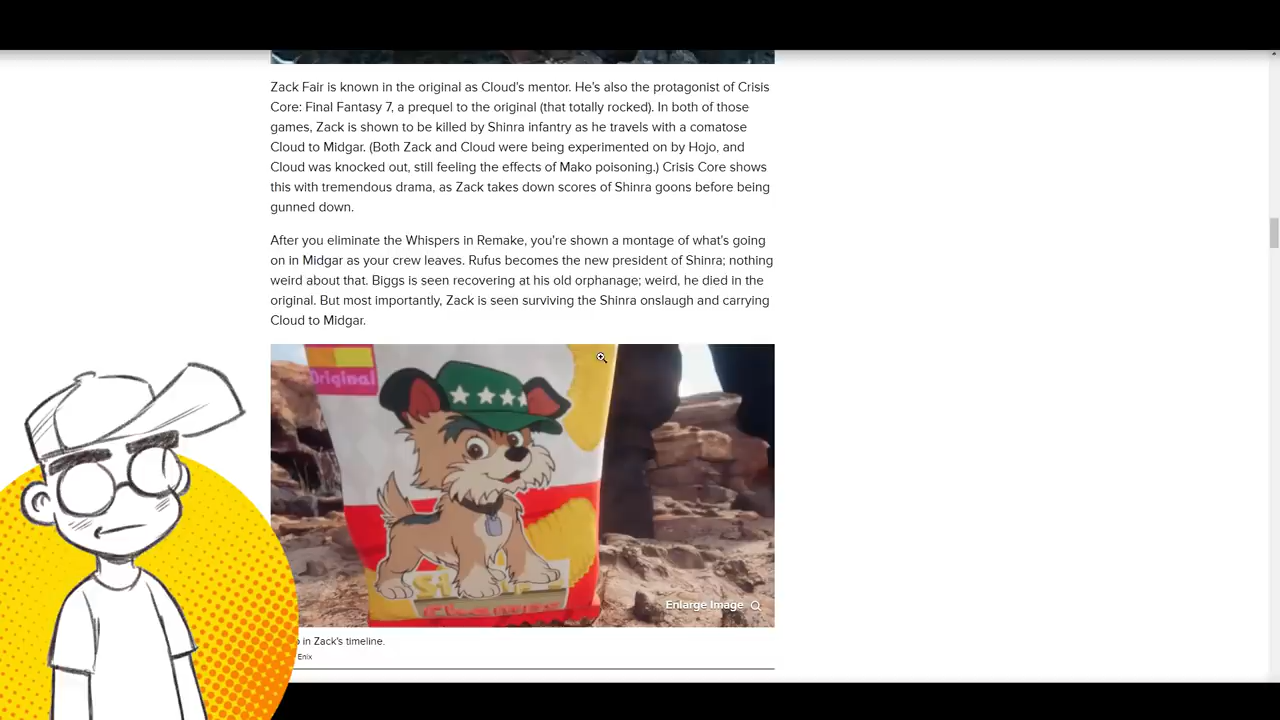 Zack Fair is known in the original as Cloud's mentor. He's also the protagonist of Crisis
Core: Final Fantasy 7, a prequel to the original (that totally rocked). In both of those
games, Zack is shown to be killed by Shinra infantry as he travels with a comatose
Cloud to Midgar. (Both Zack and Cloud were being experimented on by Hojo, and
Cloud was knocked out, still feeling the effects of Mako poisoning.) Crisis Core shows
this with tremendous drama, as Zack takes down scores of Shinra goons before being
gunned down.
After you eliminate the Whispers in Remake, you're shown a montage of what's going
on in Midgar as your crew leaves. Rufus becomes the new president of Shinra; nothing
weird about that. Biggs is seen recovering at his old orphanage; weird, he died in the
original. But most importantly, Zack is seen surviving the Shinra onslaugh and carrying
Cloud to Midgar.
Original
Enlarge Image
in Zack's timeline.
Enix